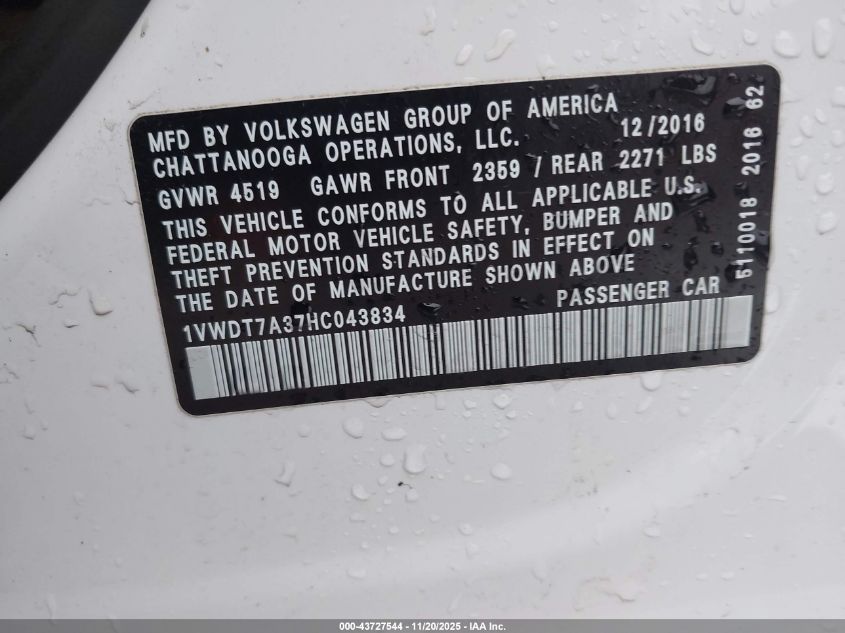 MFD BY VOLKSWAGEN GROUP OF AMERICA
CHATTANOOGA OPERATIONS, LLC. 12/2016
GVWR 4519 GAWR FRONT 2359 / REAR 2271 LBS
THIS VEHICLE CONFORMS TO ALL APPLICABLE U.S.
FEDERAL MOTOR VEHICLE SAFETY, BUMPER AND
THEFT PREVENTION STANDARDS IN EFFECT ON
THE DATE OF MANUFACTURE SHOWN ABOVE
1VWDT7A37HC043834 PASSENGER CAR
5110018 2016 62
000-43727544 — 11/20/2025 — IAA Inc.